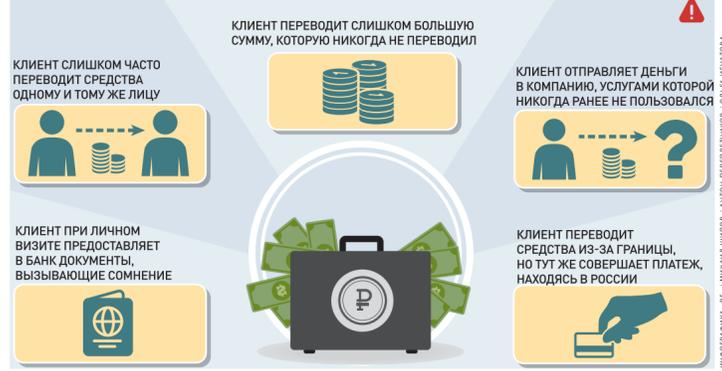 КЛИЕНТ ПЕРЕВОДИТ СЛИШКОМ БОЛЬШУЮ
СУММУ, КОТОРУЮ НИКОГДА НЕ ПЕРЕВОДИЛ
КЛИЕНТ СЛИШКОМ ЧАСТО
ПЕРЕВОДИТ СРЕДСТВА
ОДНОМУ И ТОМУ ЖЕ ЛИЦУ
КЛИЕНТ ОТПРАВЛЯЕТ ДЕНЬГИ
В КОМПАНИЮ, УСЛУГАМИ КОТОРОЙ
НИКОГДА РАНЕЕ НЕ ПОЛЬЗОВАЛСЯ
КЛИЕНТ ПРИ ЛИЧНОМ
ВИЗИТЕ ПРЕДОСТАВЛЯЕТ
В БАНК ДОКУМЕНТЫ,
ВЫЗЫВАЮЩИЕ СОМНЕНИЕ
КЛИЕНТ ПЕРЕВОДИТ
СРЕДСТВА ИЗ-ЗА ГРАНИЦЫ,
НО ТУТ ЖЕ СОВЕРШАЕТ ПЛАТЕЖ,
НАХОДЯСЬ В РОССИИ